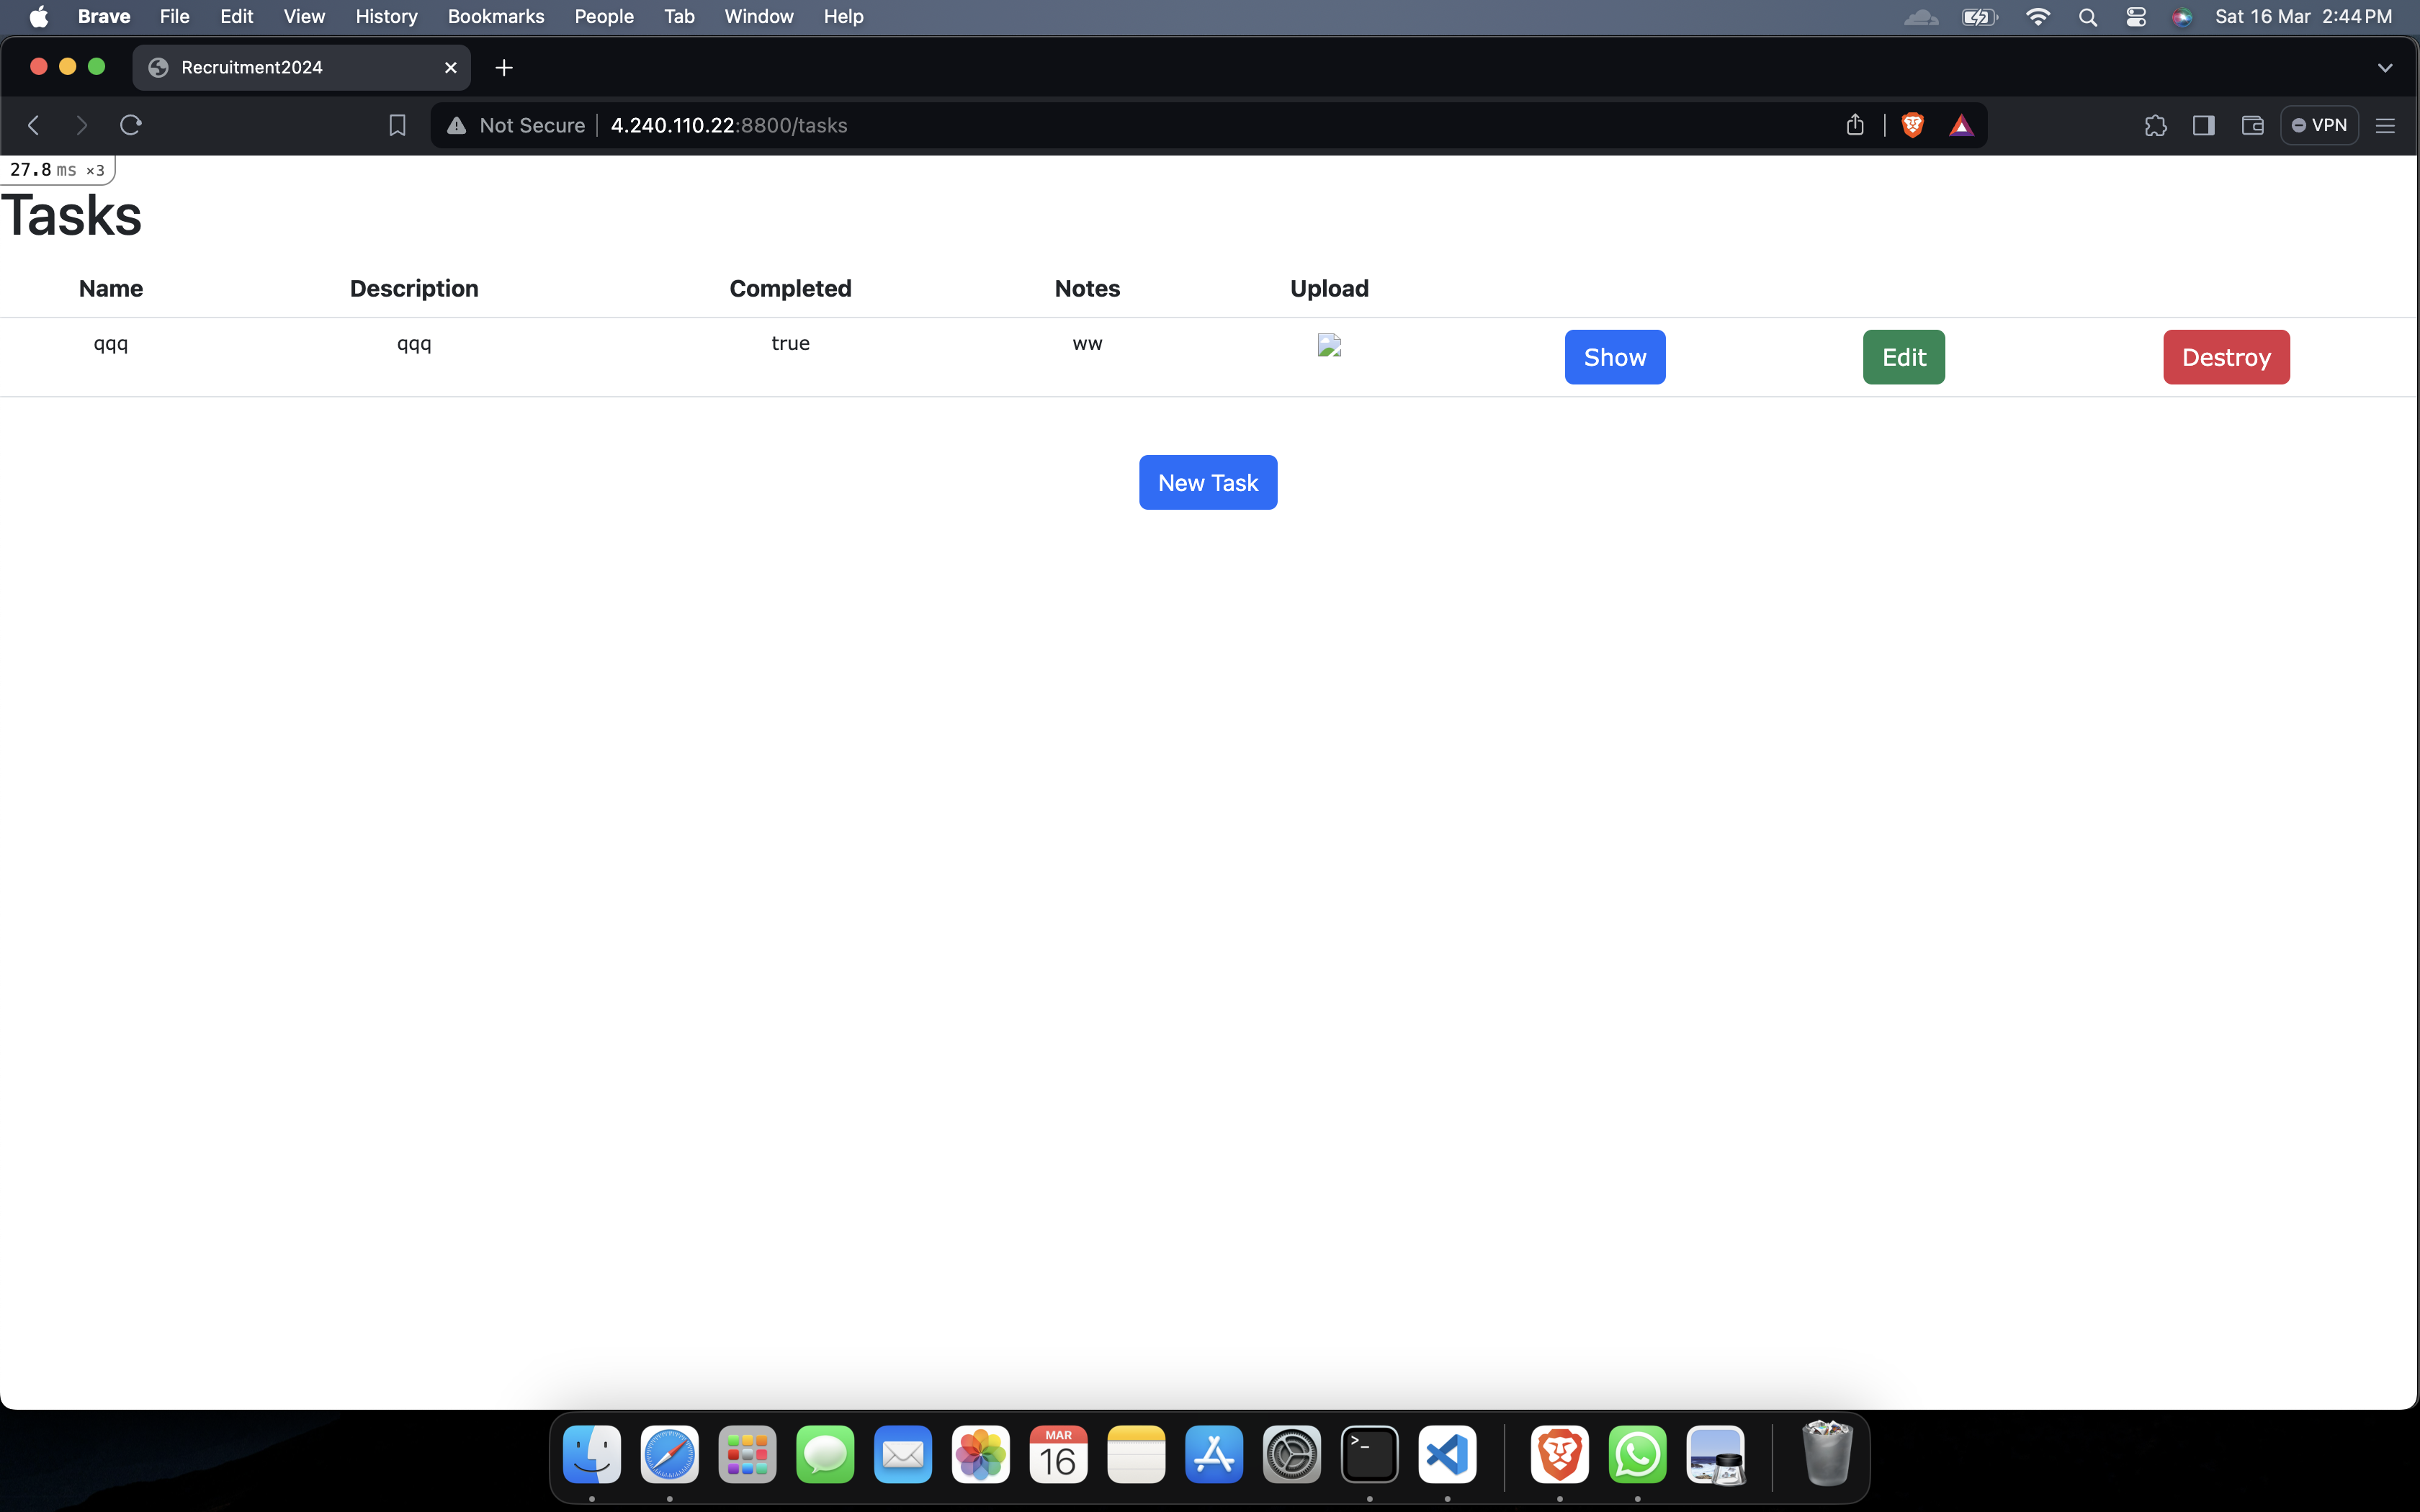 Brave File Edit View History Bookmarks People Tab Window Help Sat 16 Mar 2:44 PM
Recruitment2024
Not Secure 4.240.110.22:8800/tasks VPN
27.8 ms ×3
Tasks
Name Description Completed Notes Upload
qqq qqq true ww Show Edit Destroy
New Task
MAR
16